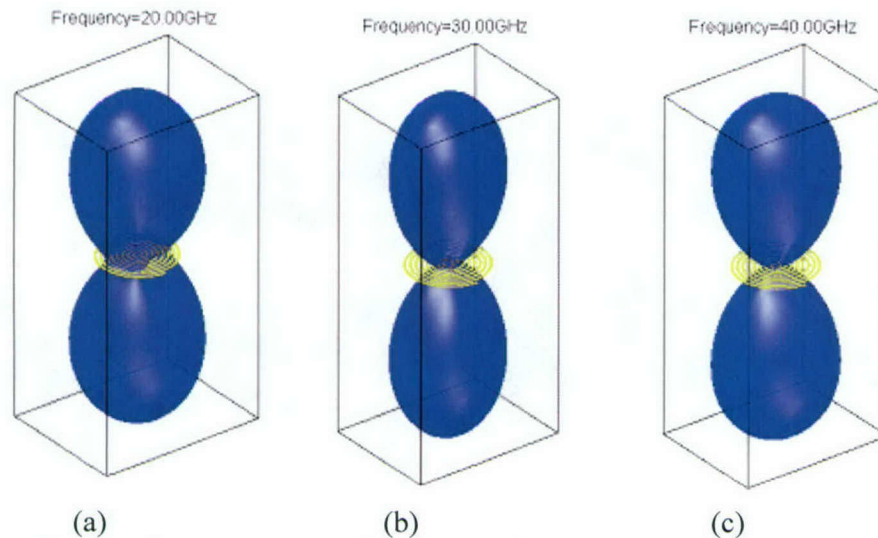 Frequency=20.00GHz
Frequency=30.00GHz
Frequency=40.00GHz
(a)
(b)
(c)